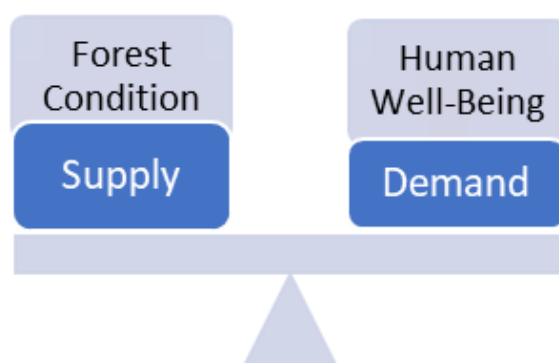 Forest
Condition
Supply
Human
Well-Being
Demand